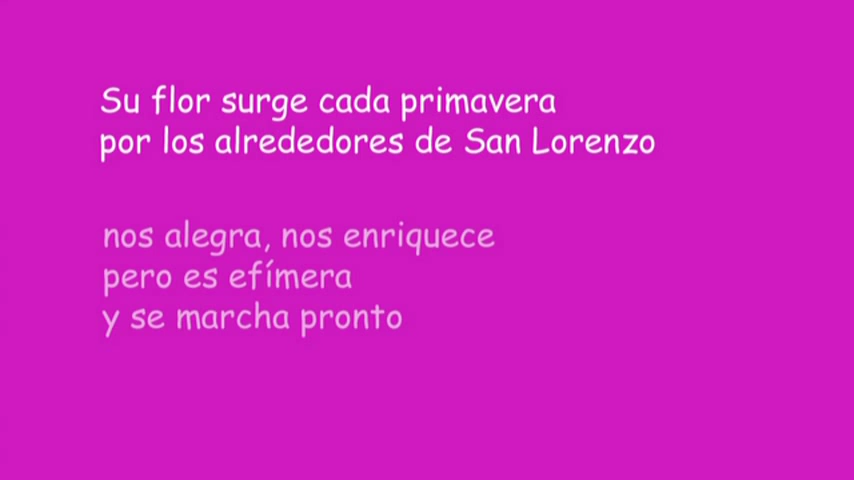 Su flor surge cada primavera
por los alrededores de San Lorenzo
nos alegra, nos enriquece
pero es efímera
y se marcha pronto